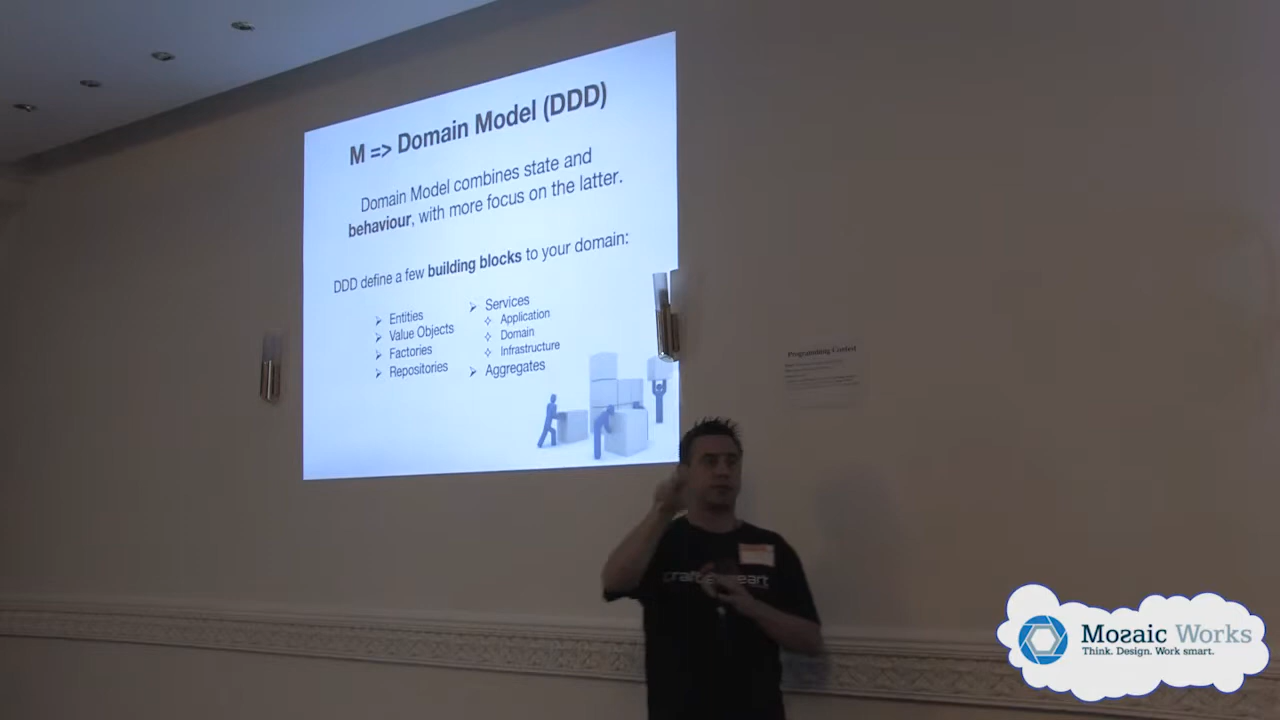 M => Domain Model (DDD)
Domain Model combines state and
behaviour, with more focus on the latter.
DDD define a few building blocks to your domain:
Entities
Value Objects
Factories
Repositories
Services
Application
Domain
Infrastructure
Aggregates
Programming Contest
Mozaic Works
Think. Design. Work smart.